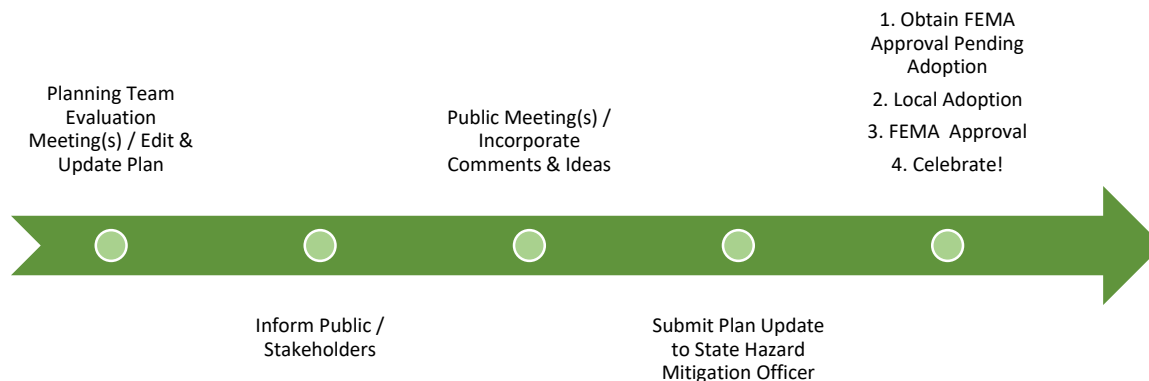 Planning Team
Evaluation
Meeting(s) / Edit &
Update Plan
Inform Public /
Stakeholders
Public Meeting(s) /
Incorporate
Comments & Ideas
Submit Plan Update
to State Hazard
Mitigation Officer
1. Obtain FEMA
Approval Pending
Adoption
2. Local Adoption
3. FEMA Approval
4. Celebrate!